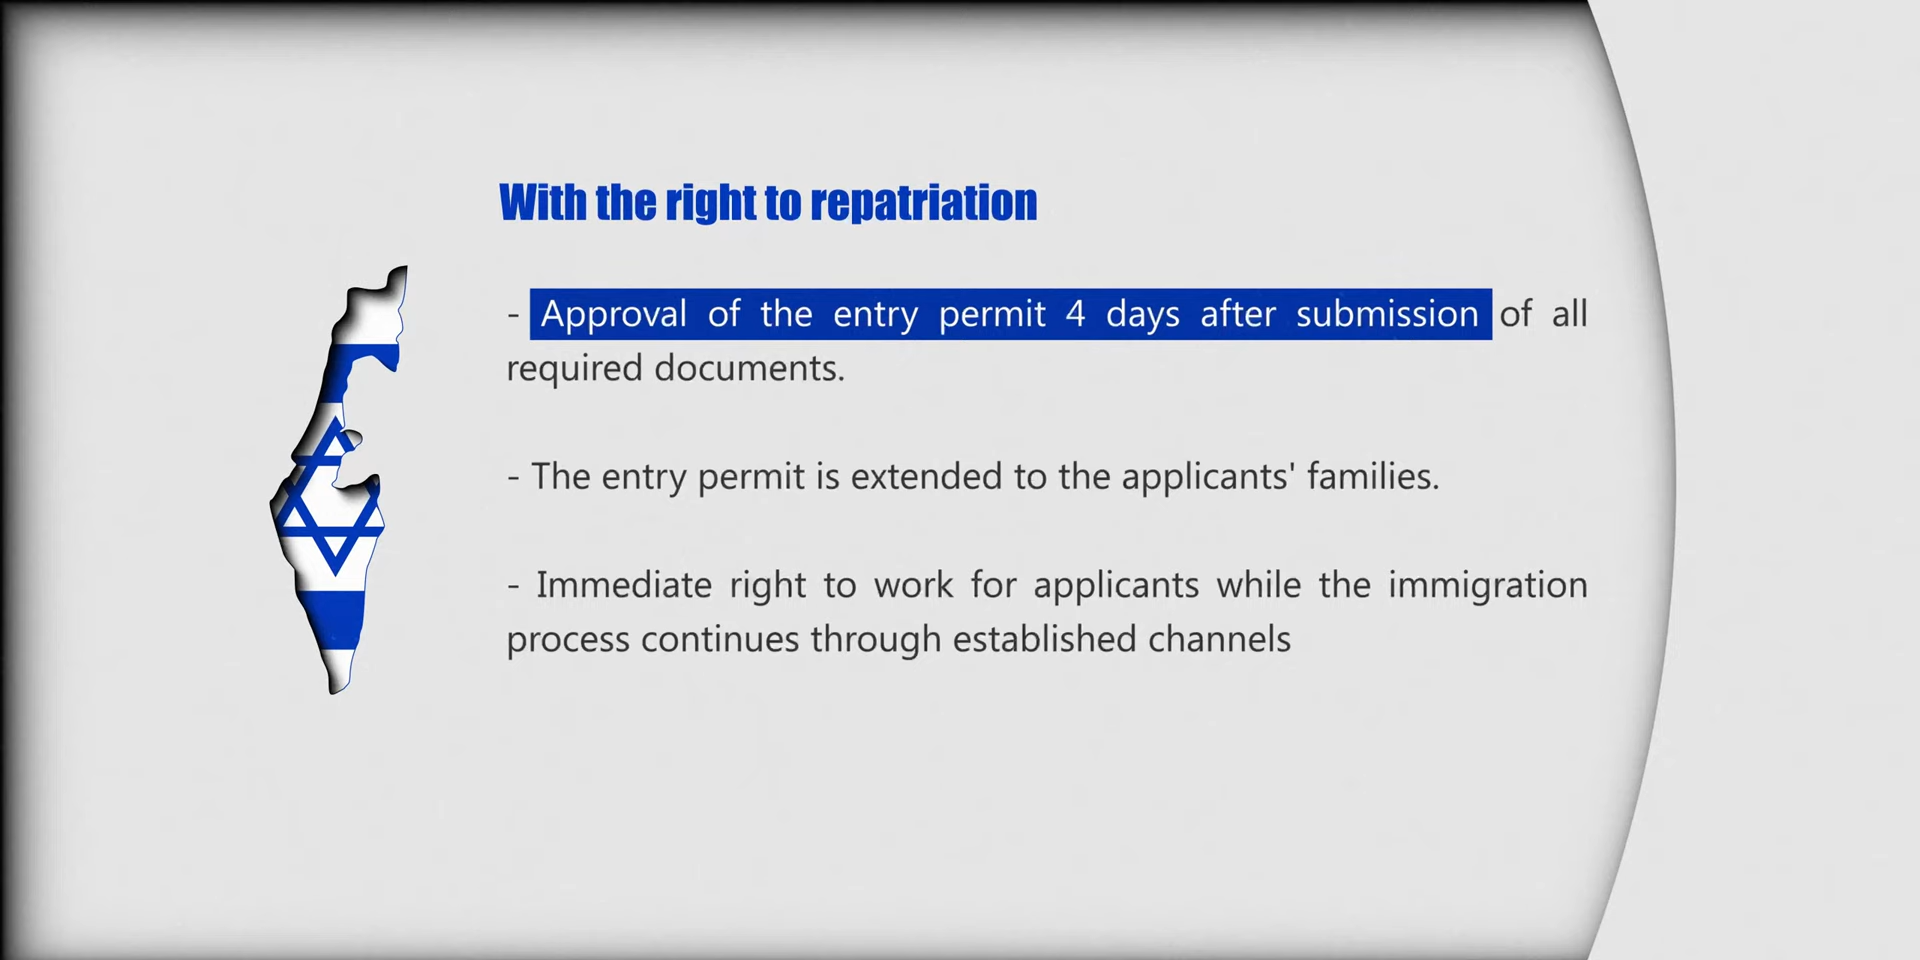 With the right to repatriation
- Approval of the entry permit 4 days after submission of all
required documents.
- The entry permit is extended to the applicants' families.
- Immediate right to work for applicants while the immigration
process continues through established channels